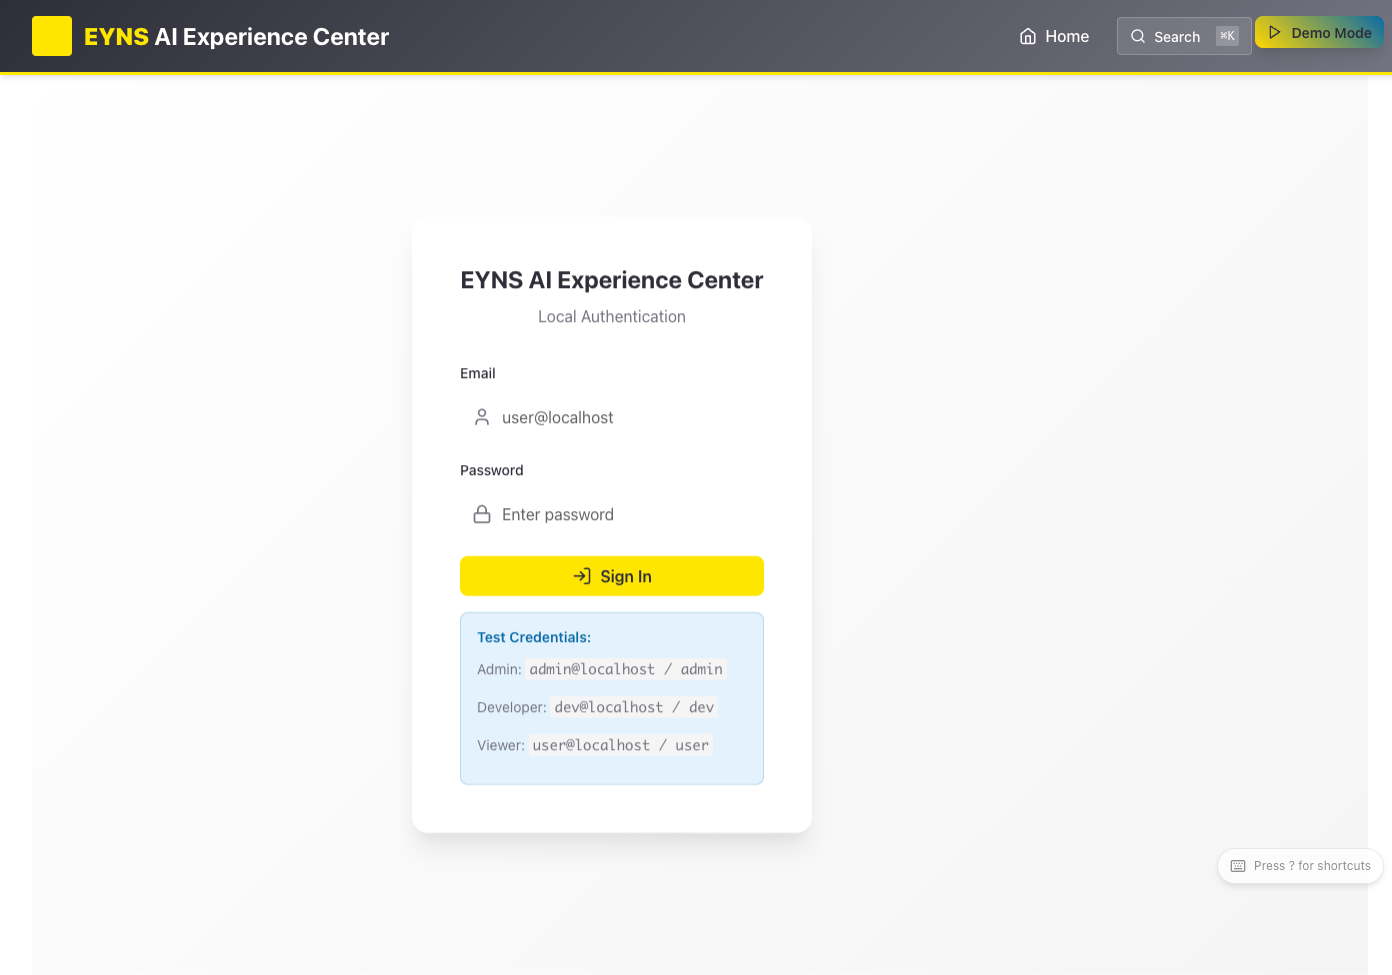 EYNS AI Experience Center
Home
Search ⌘K
Demo Mode
EYNS AI Experience Center
Local Authentication
Email
user@localhost
Password
Enter password
Sign In
Test Credentials:
Admin: admin@localhost / admin
Developer: dev@localhost / dev
Viewer: user@localhost / user
Press ? for shortcuts